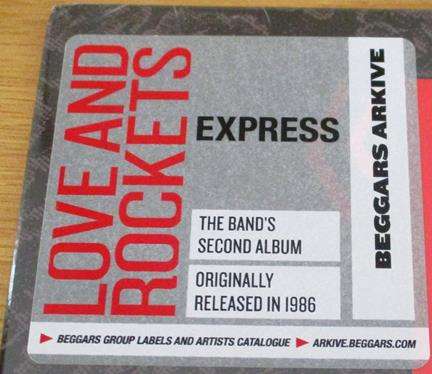 LOVE AND
ROCKETS
EXPRESS
THE BAND'S
SECOND ALBUM
ORIGINALLY
RELEASED IN 1986
BEGGARS ARKIVE
BEGGARS GROUP LABELS AND ARTISTS CATALOGUE ▶ ARKIVE.BEGGARS.COM